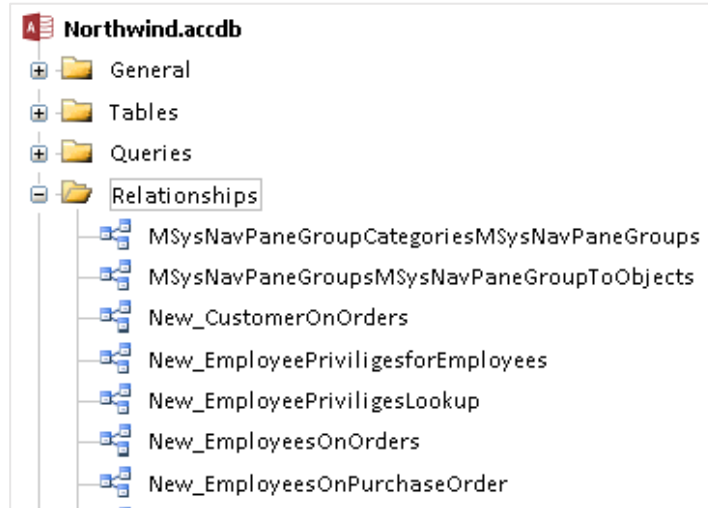 Northwind.accdb
General
Tables
Queries
Relationships
MSysNavPaneGroupCategoriesMSysNavPaneGroups
MSysNavPaneGroupsMSysNavPaneGroupToObjects
New_CustomerOnOrders
New_EmployeePriviligesforEmployees
New_EmployeePriviligesLookup
New_EmployeesOnOrders
New_EmployeesOnPurchaseOrder